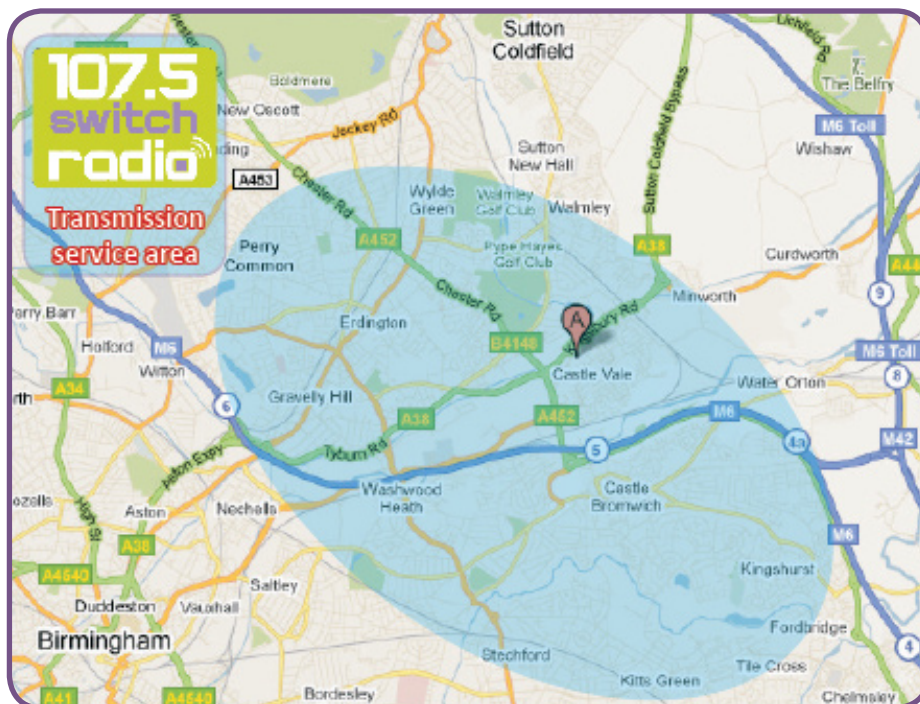 107.5
switch
radio
Transmission
service area
Sutton
Coldfield
Boldmere
New Oscott
Jockey Rd
A453
Chester Rd
Wylde
Green
Walmley
Golf Club
Sutton
New Hall
Walmley
Pype Hayes
Golf Club
Sutton Coldfield Bypass
Lichfield Rd
The Belfry
M6 Toll
Wishaw
A452
Perry
Common
A38
Curdworth
Minworth
9
Chester Rd
A
Erdington
B4148
Castle Vale
Holford
M6
Witton
M6 Toll
8
Water Orton
A34
6
Gravelly Hill
A38
A452
M6
4a
M42
Tyburn Rd
5
Washwood
Heath
Castle
Bromwich
Aston
Nechells
High St
A38
M6
A4540
Saltley
Kingshurst
Duddeston
Vauxhall
Birmingham
Fordbridge
4
Stechford
Tile Cross
Kitts Green
A41
A4540
Bordesley
Chelmsley